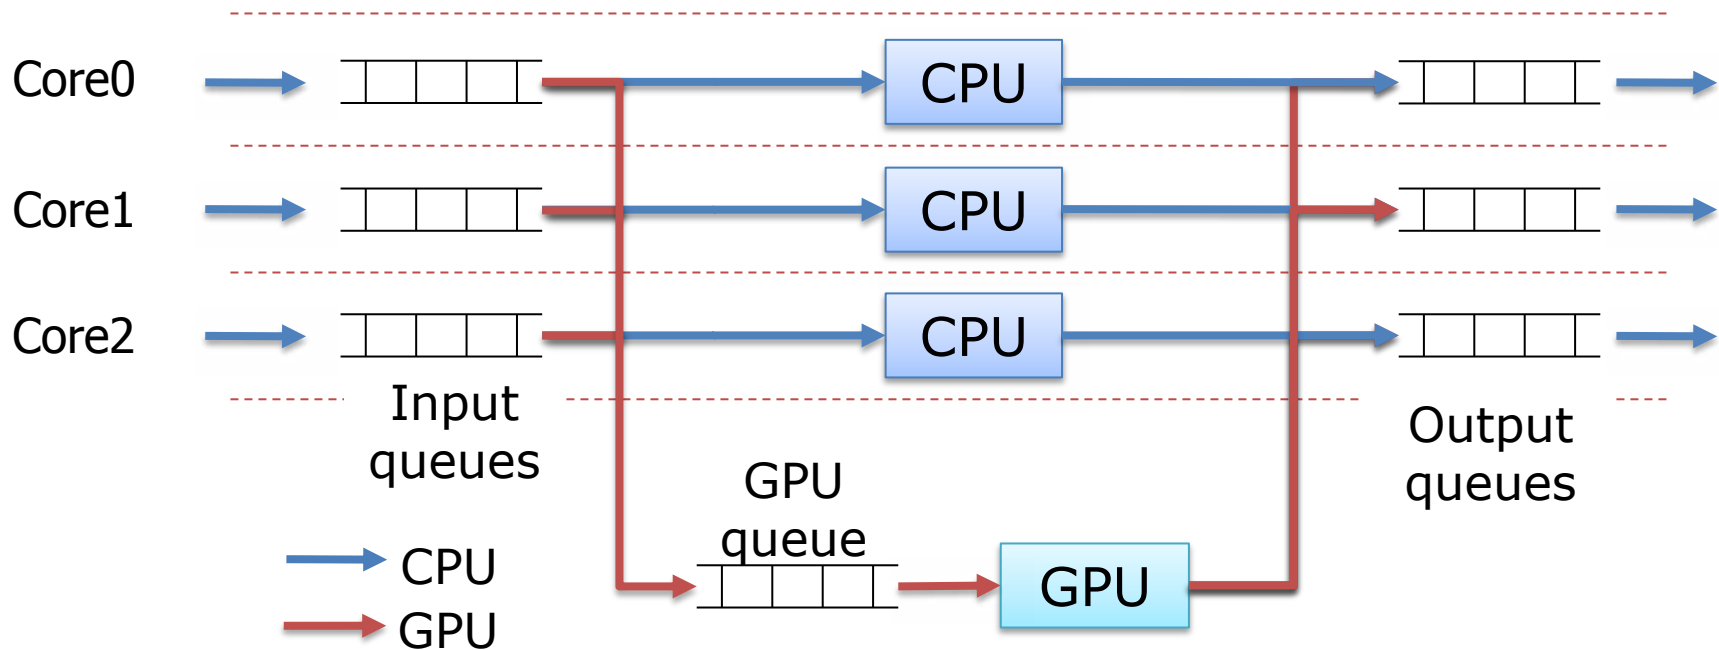 Core0
CPU
Core1
CPU
Core2
CPU
Input
queues
Output
queues
GPU
queue
GPU
CPU
GPU